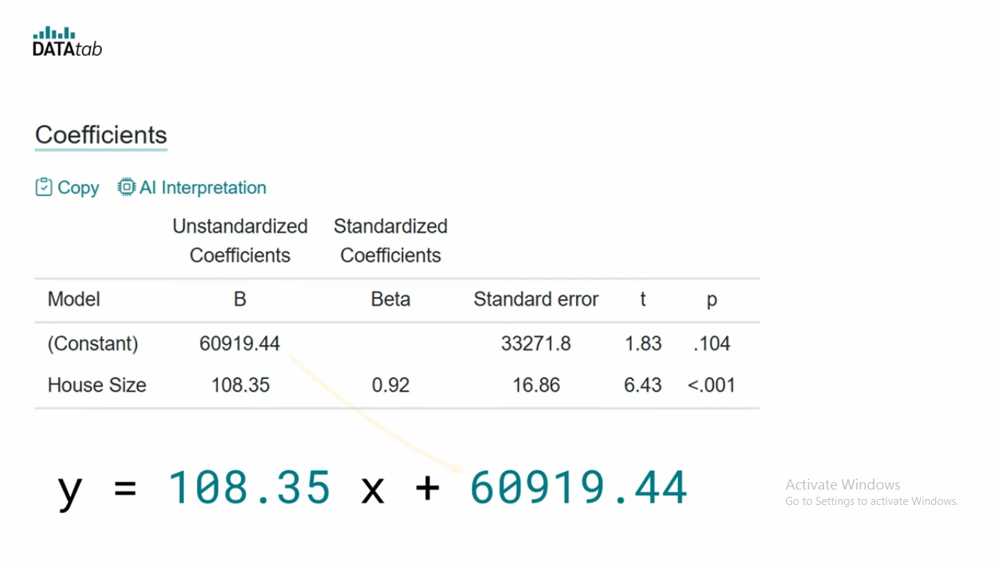 DATAtab
Coefficients
Copy AI Interpretation
Unstandardized Standardized
Coefficients Coefficients
Model B Beta Standard error t p
(Constant) 60919.44 33271.8 1.83 .104
House Size 108.35 0.92 16.86 6.43 <.001
y = 108.35 x + 60919.44
Activate Windows
Go to Settings to activate Windows.